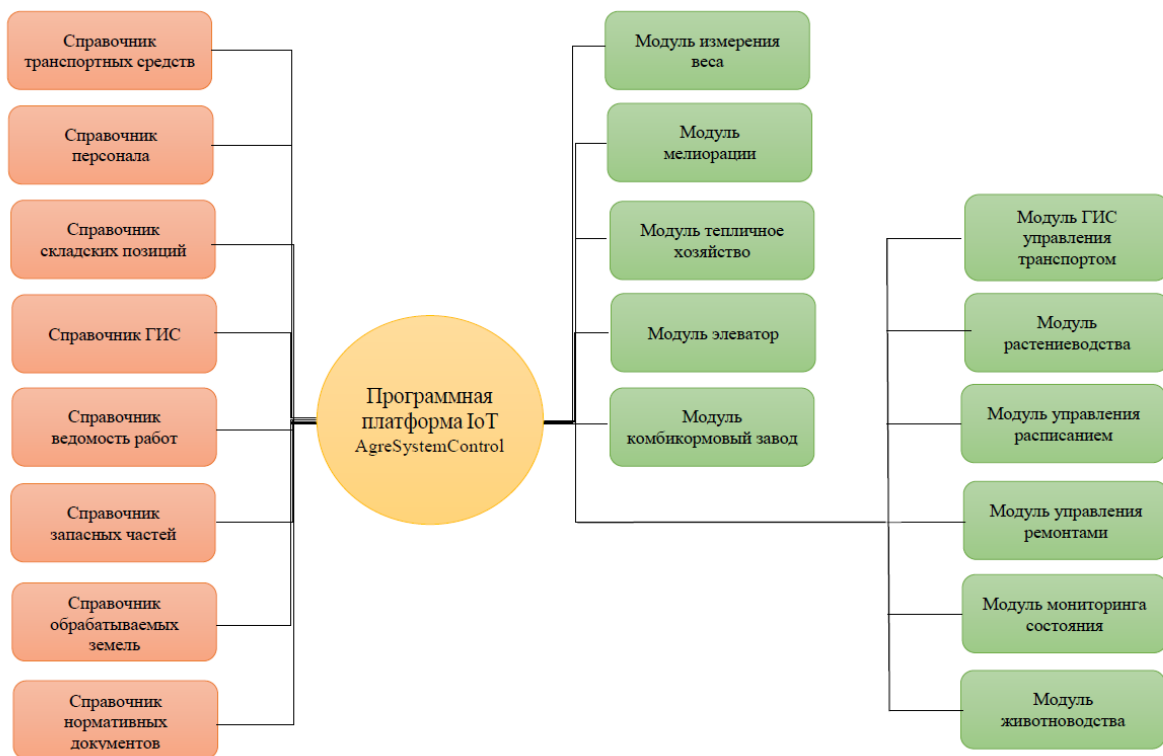 Справочник
транспортных средств
Справочник
персонала
Справочник
складских позиций
Справочник ГИС
Справочник
ведомость работ
Справочник
запасных частей
Справочник
обрабатываемых
земель
Справочник
нормативных
документов
Программная
платформа IoT
AgreSystemControl
Модуль измерения
веса
Модуль
мелиорации
Модуль тепличное
хозяйство
Модуль элеватор
Модуль
комбикормовый завод
Модуль ГИС
управления
транспортом
Модуль
растениеводства
Модуль управления
расписанием
Модуль управления
ремонтами
Модуль мониторинга
состояния
Модуль
животноводства